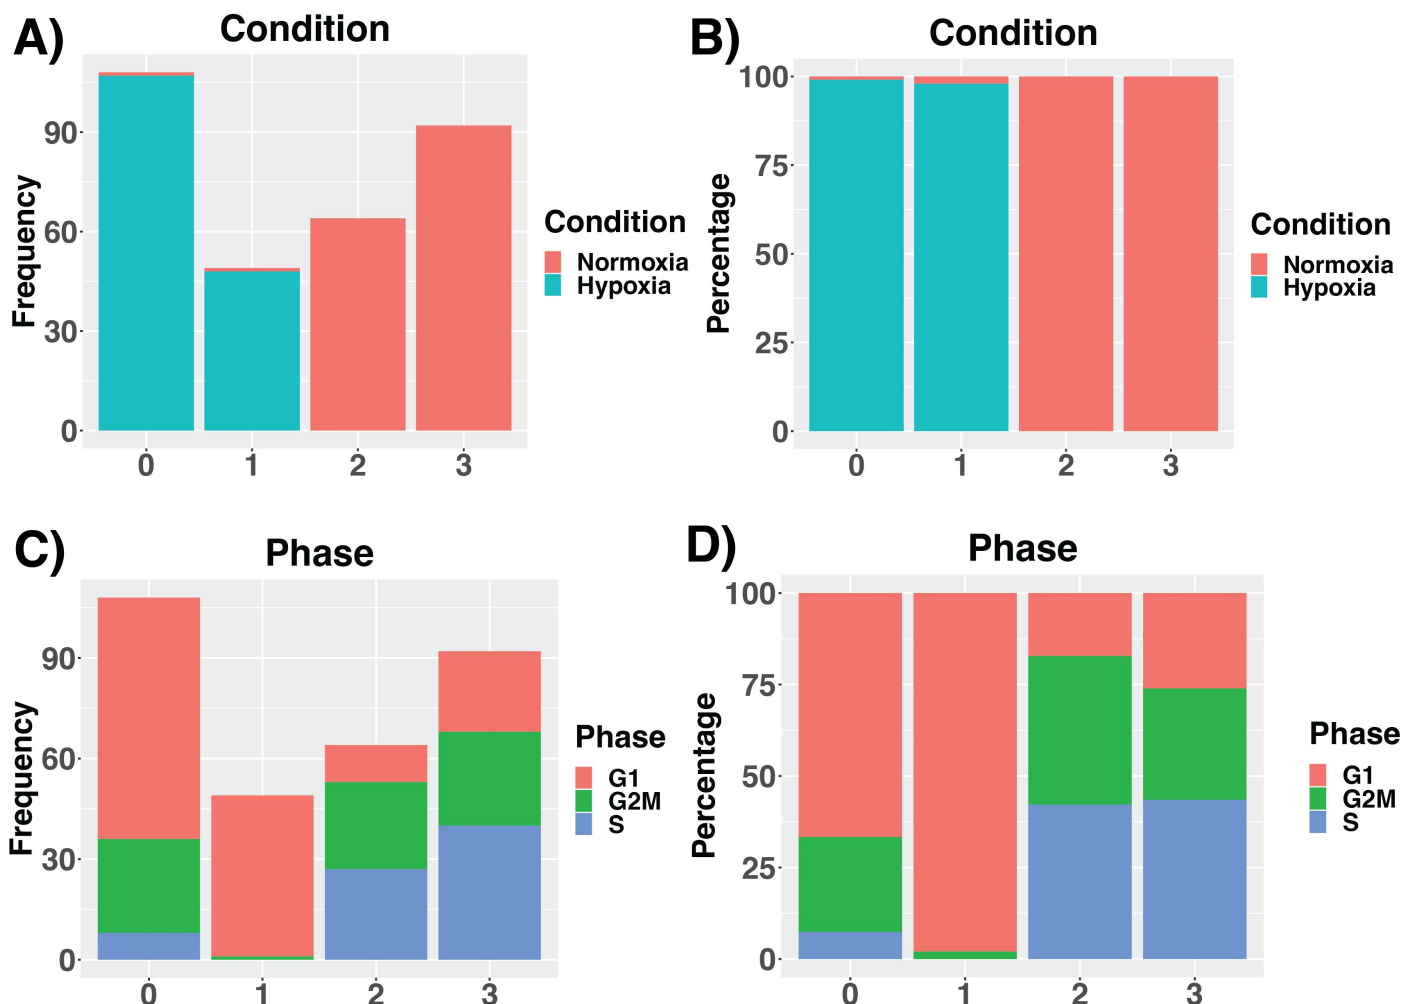 A)
Condition
Frequency
90
60
30
0
0 1 2 3
Condition
Normoxia
Hypoxia
B)
Condition
Percentage
100
75
50
25
0
0 1 2 3
Condition
Normoxia
Hypoxia
C)
Phase
Frequency
90
60
30
0
0 1 2 3
Phase
G1
G2M
S
D)
Phase
Percentage
100
75
50
25
0
0 1 2 3
Phase
G1
G2M
S